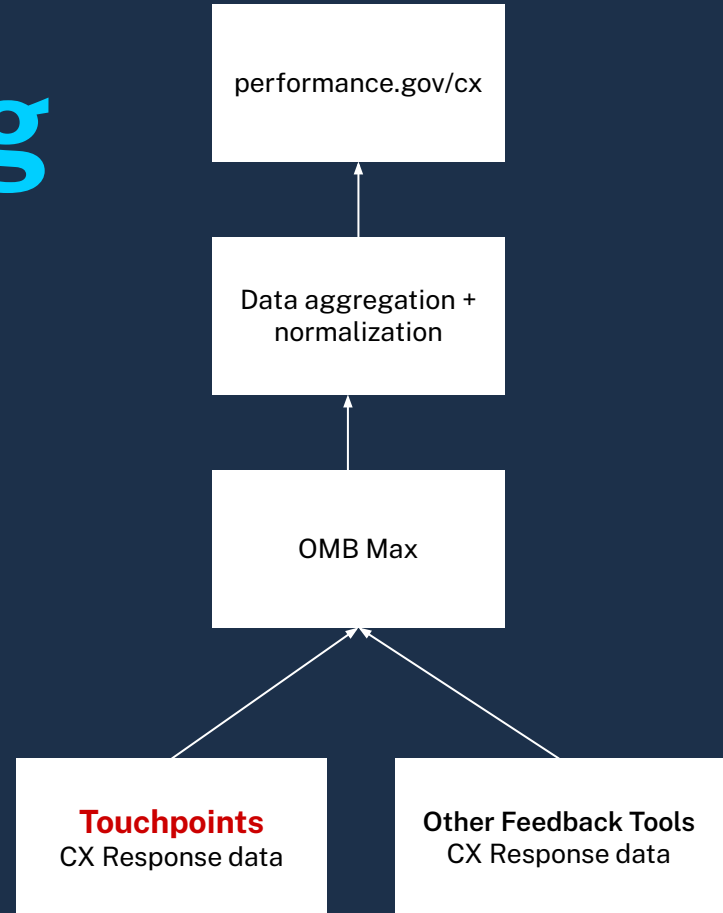 g
performance.gov/cx
Data aggregation +
normalization
OMB Max
Touchpoints
CX Response data
Other Feedback Tools
CX Response data